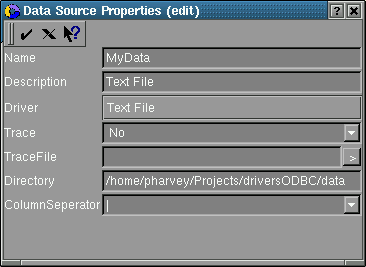 Data Source Properties (edit)
Name MyData
Description Text File
Driver Text File
Trace No
TraceFile >
Directory /home/pharvey/Projects/driversODBC/data
ColumnSeperator |